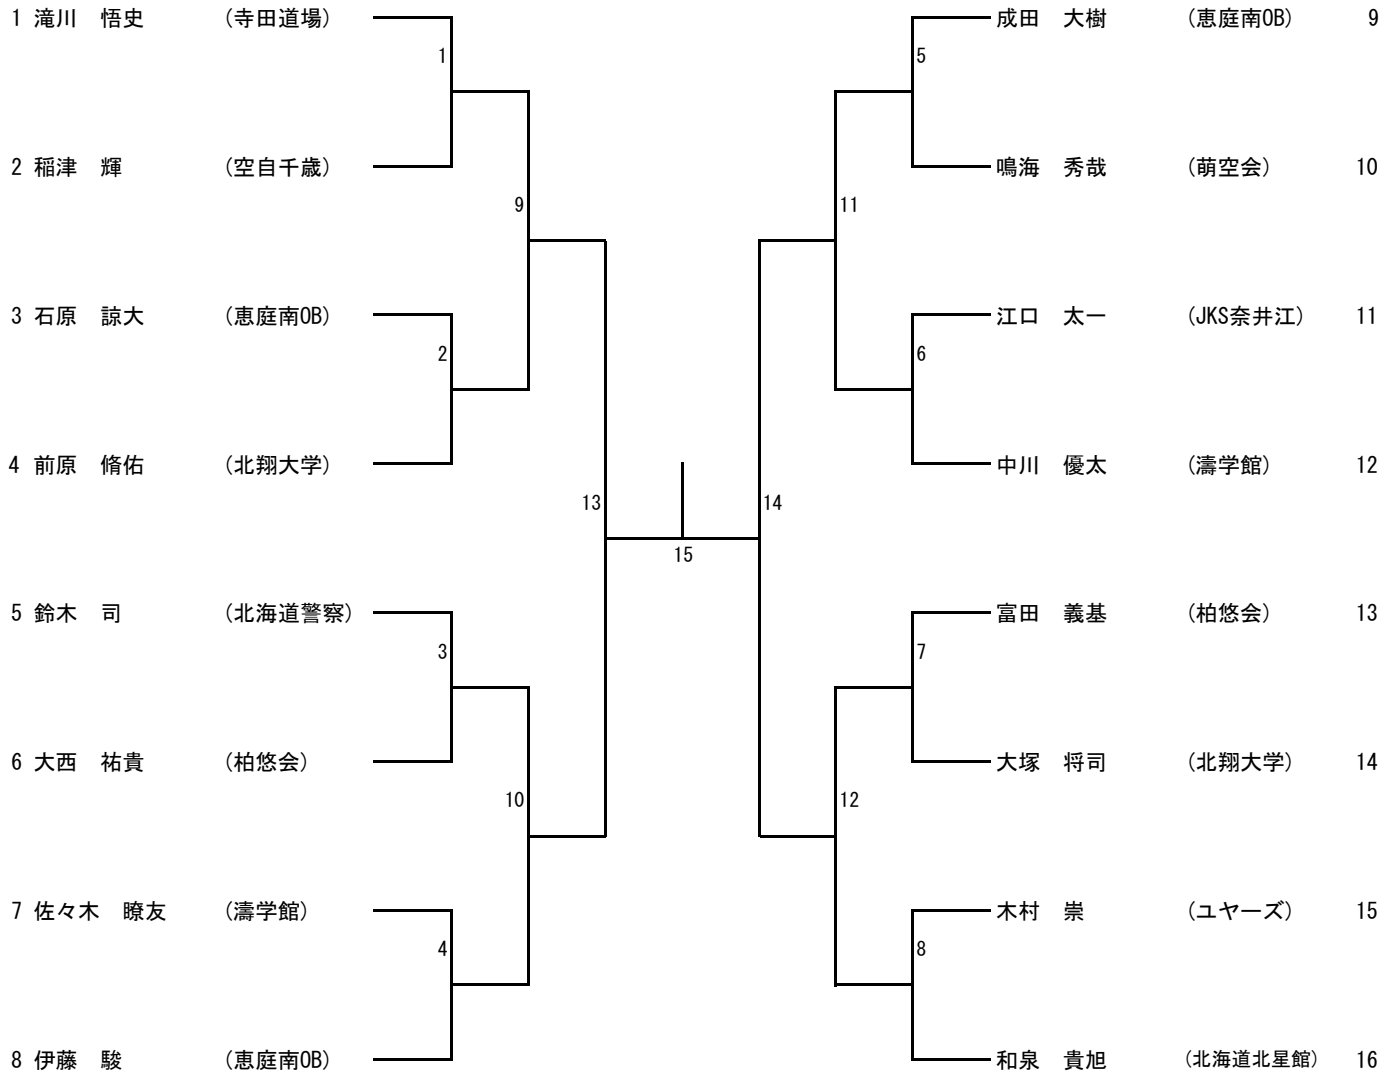 1 滝川　悟史 (寺田道場)
1
2 稲津　輝 (空自千歳)
9
3 石原　諒大 (恵庭南OB)
2
4 前原　脩佑 (北翔大学)
13
5 鈴木　司 (北海道警察)
3
6 大西　祐貴 (柏悠会)
10
7 佐々木　瞭友 (濤学館)
4
8 伊藤　駿 (恵庭南OB)
15
成田　大樹 (恵庭南OB) 9
5
鳴海　秀哉 (萌空会) 10
11
江口　太一 (JKS奈井江) 11
6
中川　優太 (濤学館) 12
14
富田　義基 (柏悠会) 13
7
大塚　将司 (北翔大学) 14
12
木村　崇 (ユヤーズ) 15
8
和泉　貴旭 (北海道北星館) 16